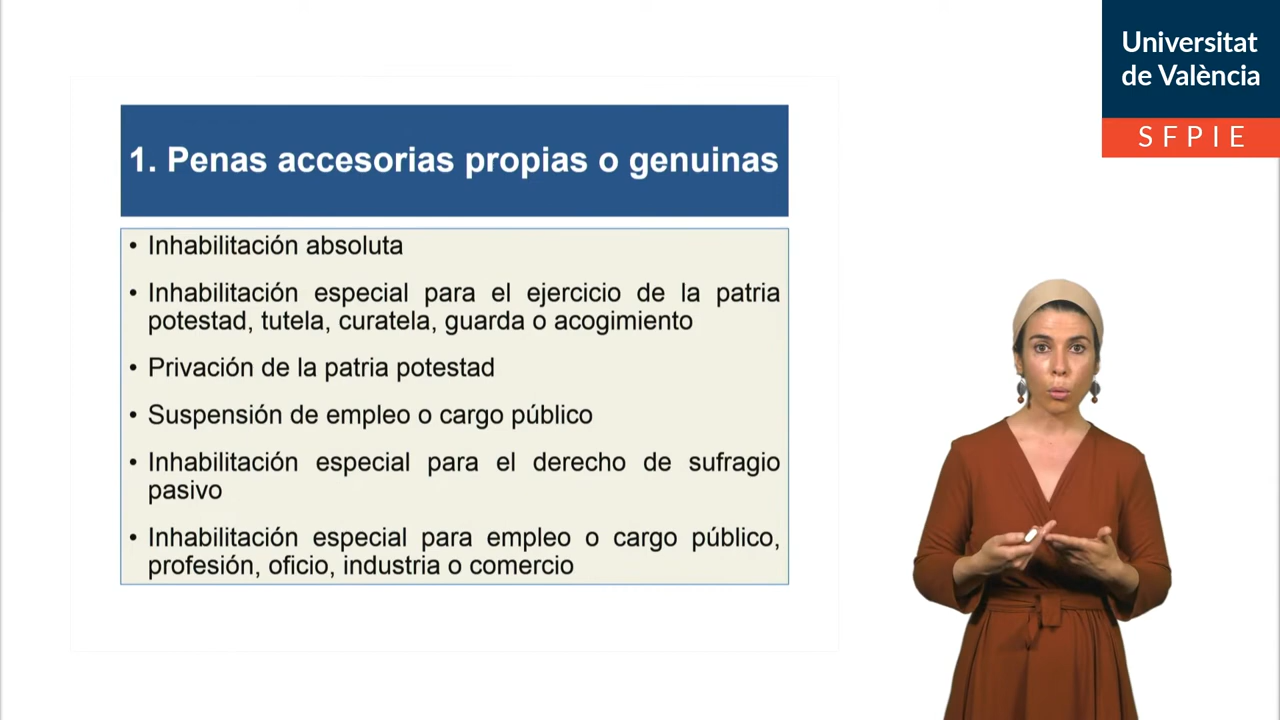 Universitat
de València
SFPIE
1. Penas accesorias propias o genuinas
• Inhabilitación absoluta
• Inhabilitación especial para el ejercicio de la patria
potestad, tutela, curatela, guarda o acogimiento
• Privación de la patria potestad
• Suspensión de empleo o cargo público
• Inhabilitación especial para el derecho de sufragio
pasivo
• Inhabilitación especial para empleo o cargo público,
profesión, oficio, industria o comercio